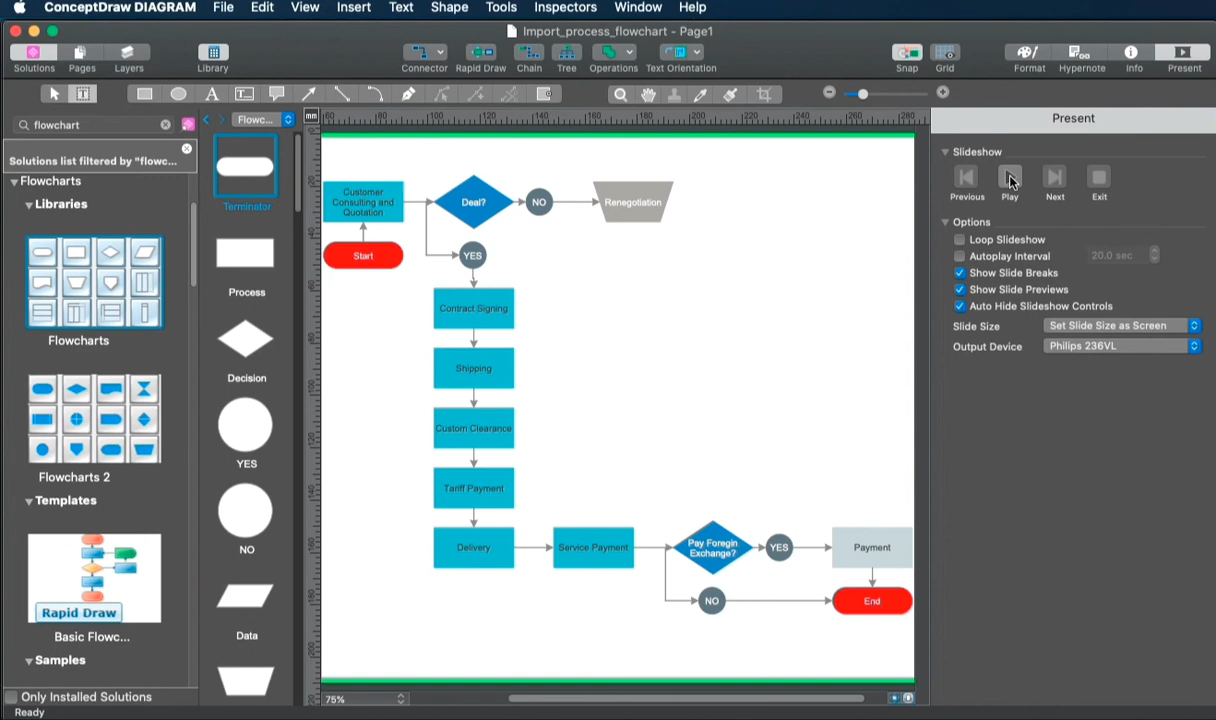 ConceptDraw DIAGRAM File Edit View Insert Text Shape Tools Inspectors Window Help
Import_process_flowchart - Page1
Solutions Pages Layers Library Connector Rapid Draw Chain Tree Operations Text Orientation Snap Grid Format Hypernote Info Present
flowchart
Flowc...
Solutions list filtered by "flowc...
Flowcharts
Libraries
Flowcharts
Flowcharts 2
Templates
Rapid Draw
Basic Flowc...
Samples
Only Installed Solutions
Ready
Terminator
Process
Decision
YES
NO
Data
mm
Customer
Consulting and
Quotation
Deal?
NO
Renegotiation
Start
YES
Contract Signing
Shipping
Custom Clearance
Tariff Payment
Delivery
Service Payment
Pay Foregin
Exchange?
YES
Payment
NO
End
75%
Present
Slideshow
Previous Play Next Exit
Options
Loop Slideshow
Autoplay Interval 20.0 sec
Show Slide Breaks
Show Slide Previews
Auto Hide Slideshow Controls
Slide Size Set Slide Size as Screen
Output Device Philips 236VL